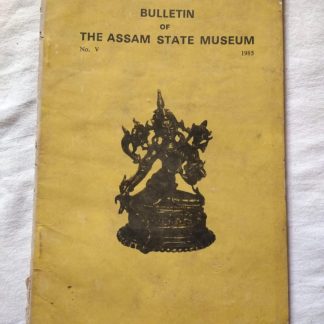 BULLETIN
OF
THE ASSAM STATE MUSEUM
No. V 1985